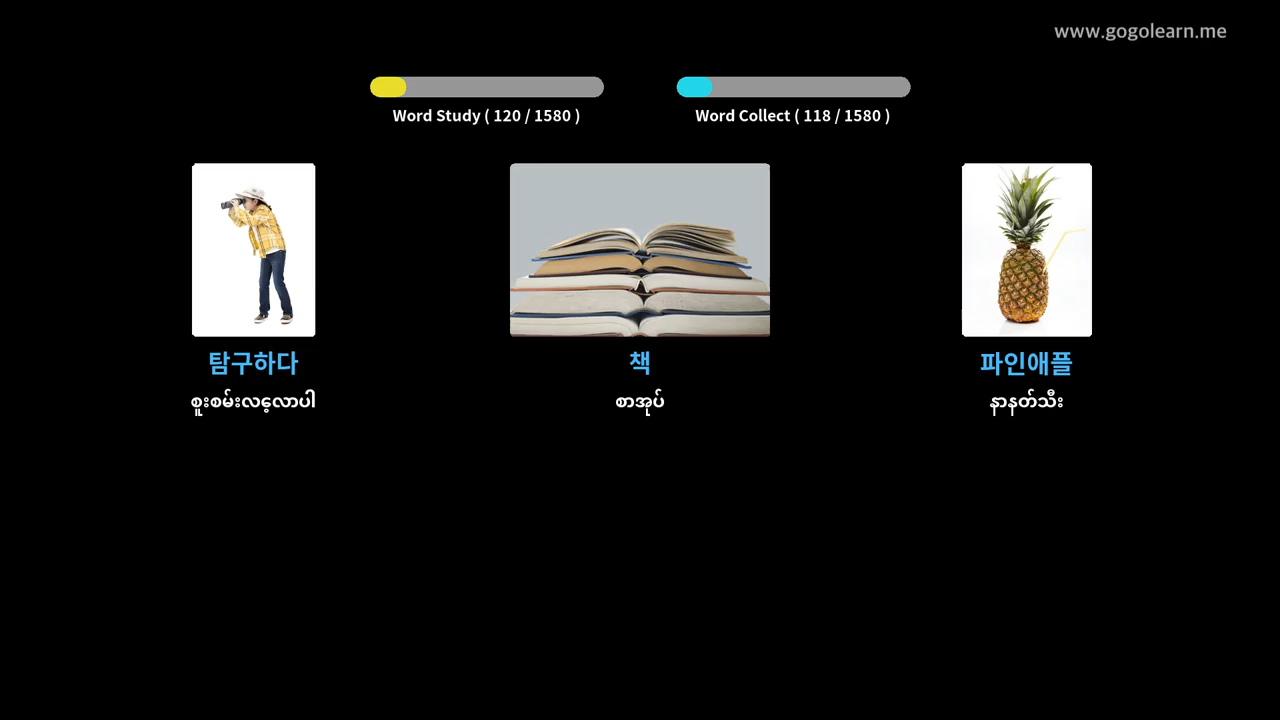 www.gogolearn.me
Word Study ( 120 / 1580 )
Word Collect ( 118 / 1580 )
탐구하다
책
파인애플
စူးစမ်းလေ့လာပါ
စာအုပ်
နာနတ်သီး